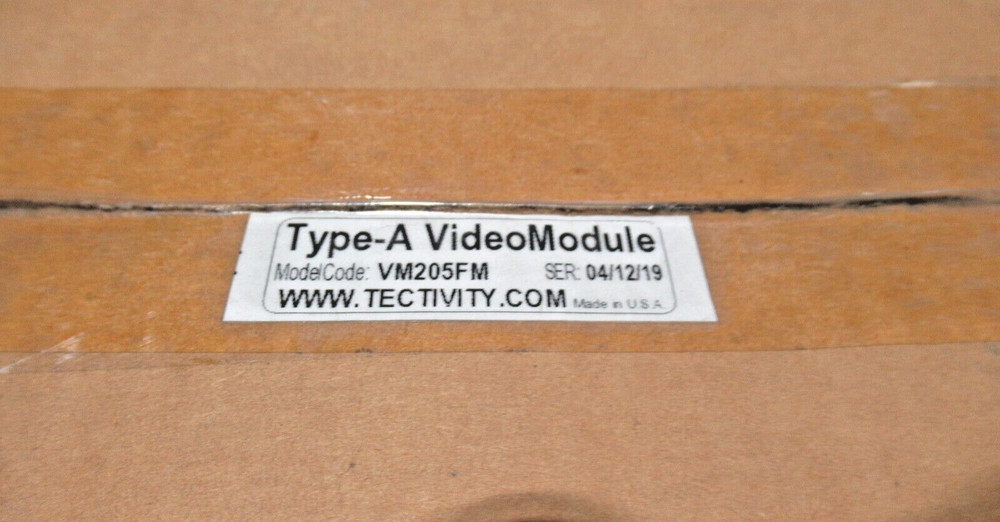 Type-A VideoModule
ModelCode: VM205FM SER: 04/12/19
WWW.TECTIVITY.COM Made in U.S.A.